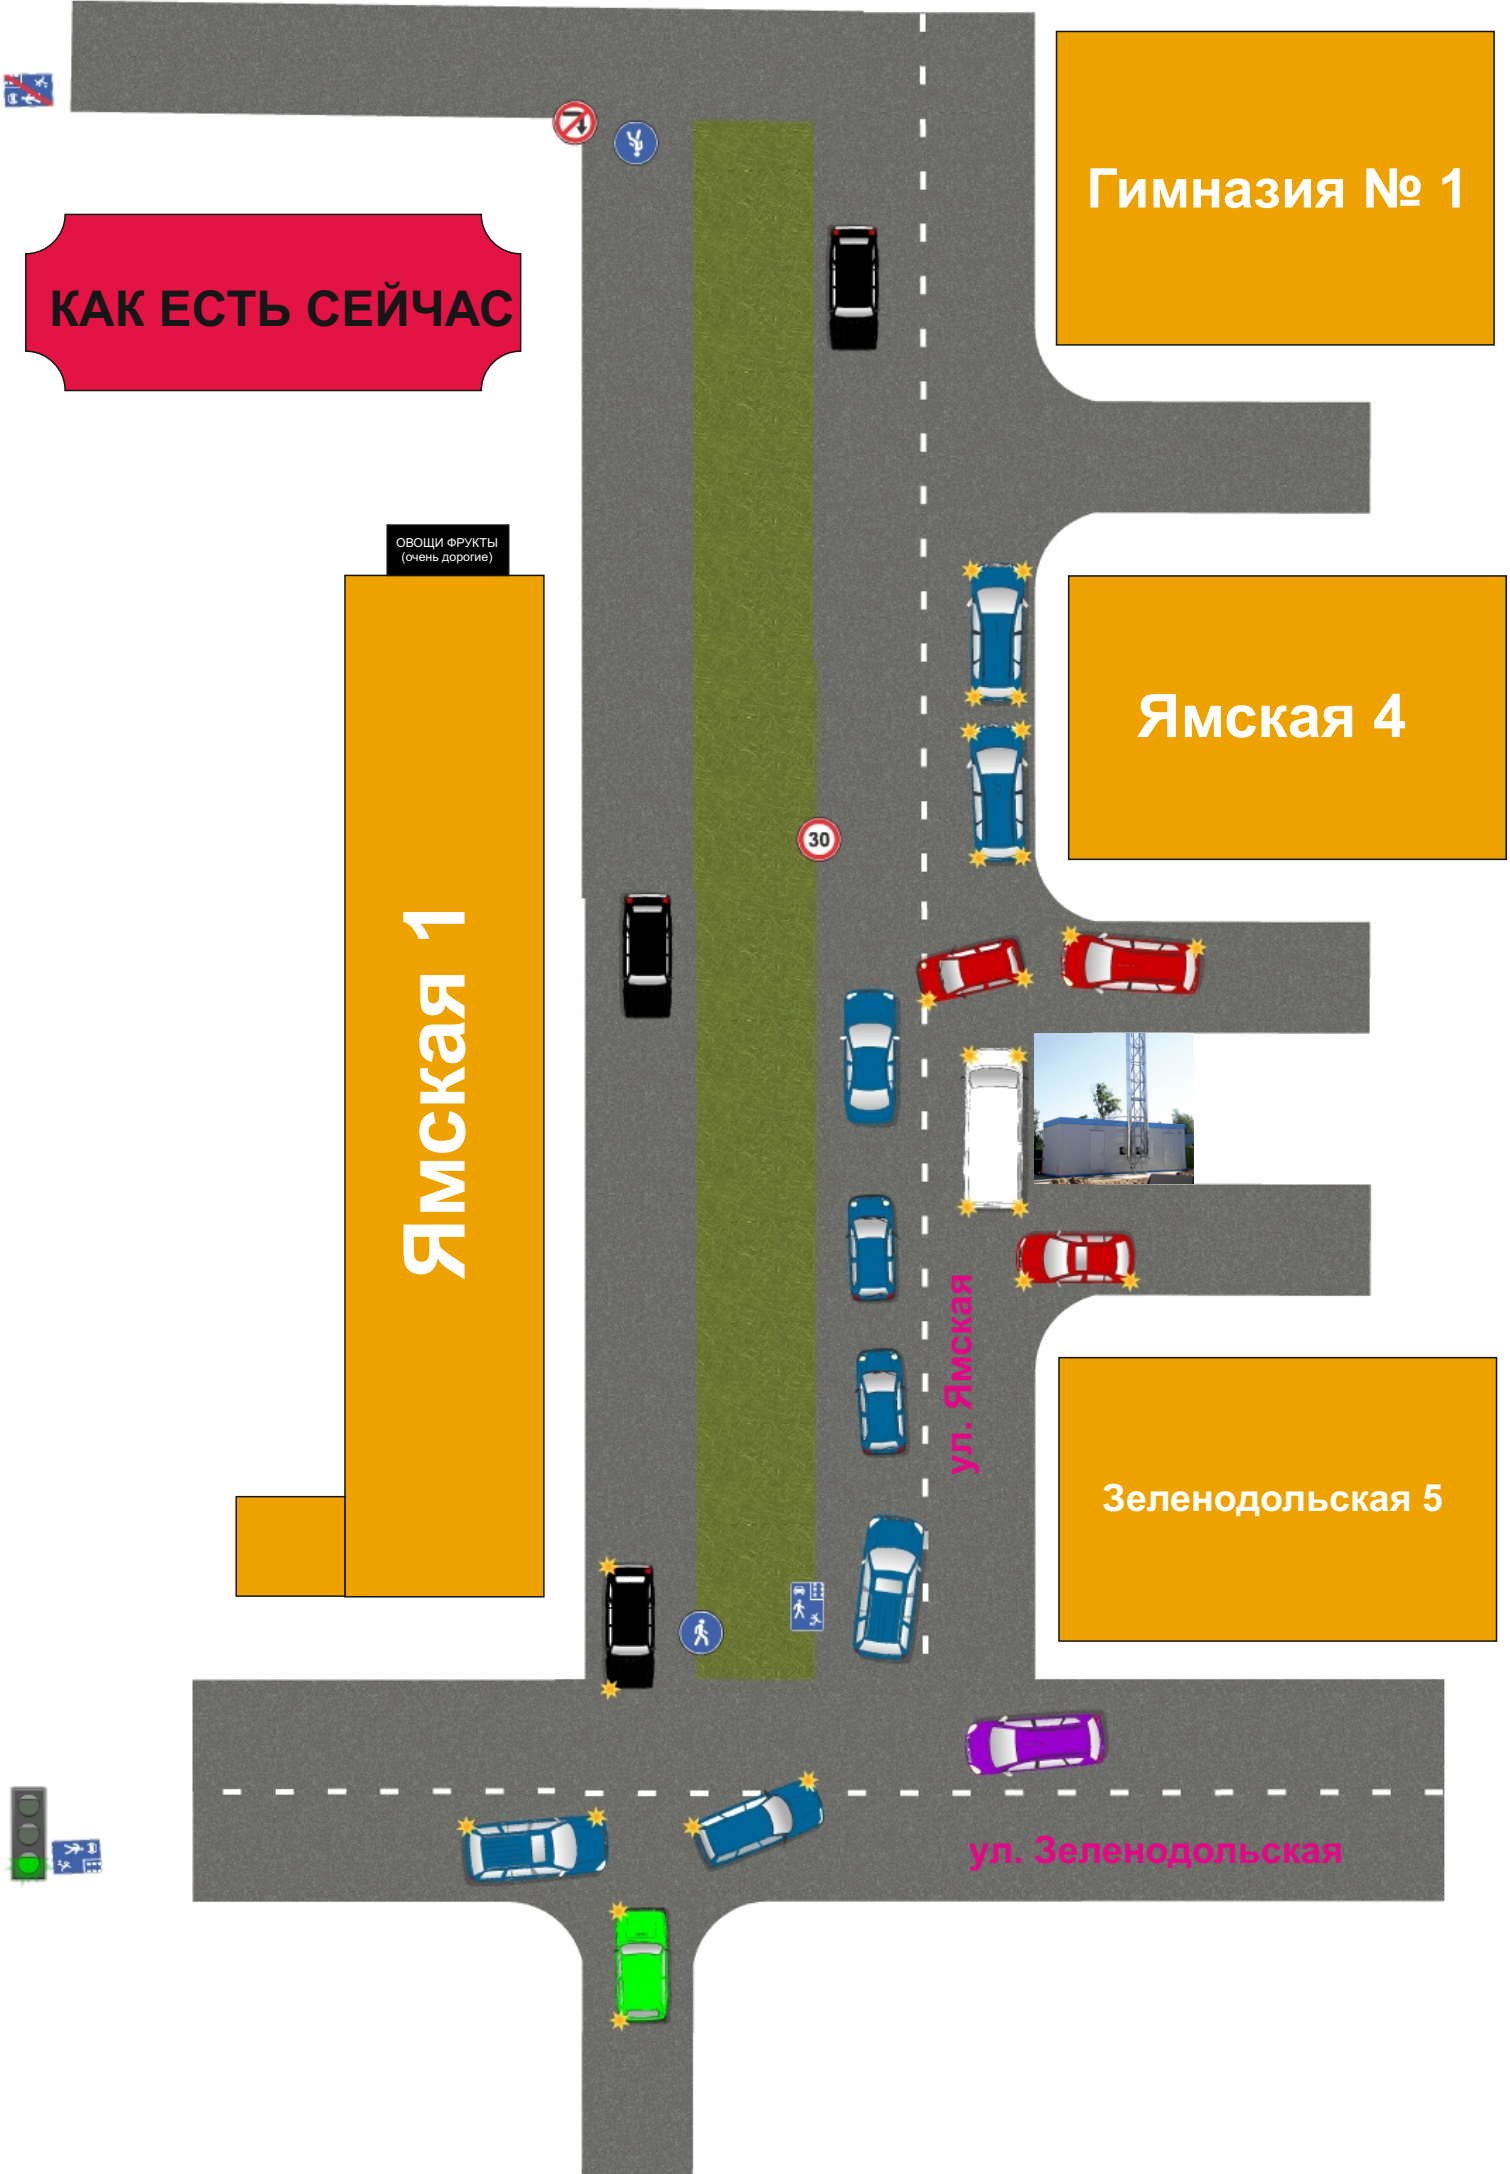 Гимназия № 1
КАК ЕСТЬ СЕЙЧАС
ОВОЩИ ФРУКТЫ
(очень дорогие)
Ямская 4
30
Ямская 1
ул. Ямская
Зеленодольская 5
ул. Зеленодольская